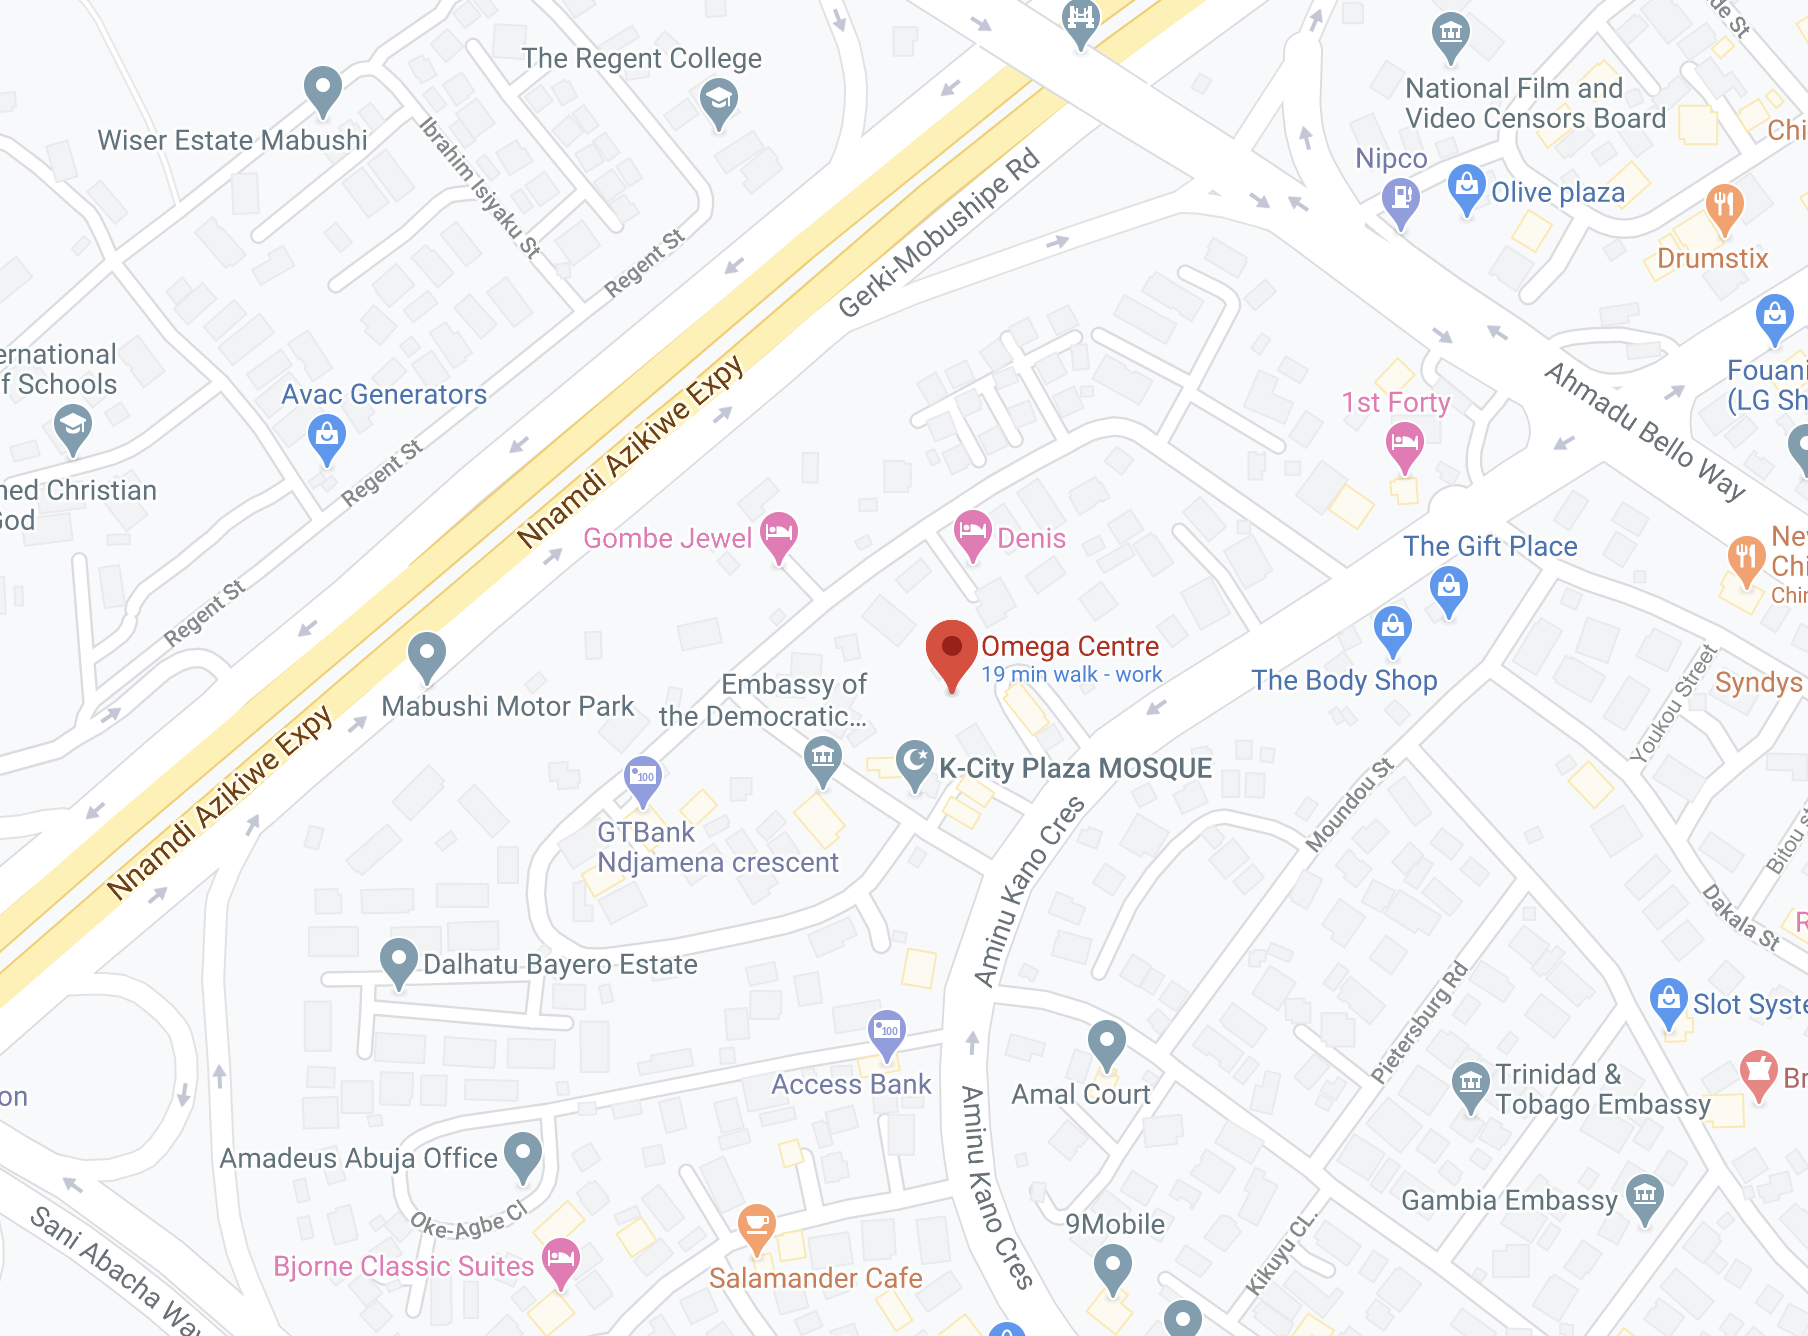 The Regent College
Wiser Estate Mabushi
Ibrahim Isiyaku St
Regent St
National Film and
Video Censors Board
Chi
Nipco
Olive plaza
Drumstix
Gerki-Mobushipe Rd
ernational
f Schools
Avac Generators
Regent St
Nnamdi Azikiwe Expy
Fouani
(LG Sh
Ahmadu Bello Way
1st Forty
ned Christian
God
Gombe Jewel
Denis
The Gift Place
New
Chi
Chin
Regent St
Omega Centre
19 min walk - work
The Body Shop
Youkou Street
Syndys
Embassy of
the Democratic...
Mabushi Motor Park
Nnamdi Azikiwe Expy
K-City Plaza MOSQUE
100
GTBank
Ndjamena crescent
Moundou St
Aminu Kano Cres
Bitou s
Dakala St
R
Dalhatu Bayero Estate
Pietersburg Rd
Slot Syste
100
Access Bank
Amal Court
Trinidad &
Tobago Embassy
Br
on
Amadeus Abuja Office
Oke-Agbe Cl
Aminu Kano Cres
Gambia Embassy
9Mobile
Kikuyu CL.
Sani Abacha Way
Bjorne Classic Suites
Salamander Cafe